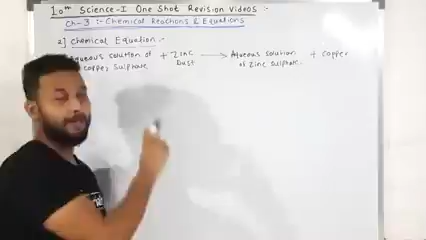 10th Science-I One Shot Revision Videos :-
Ch-3 :- Chemical Reactions & Equations
2] Chemical Equation :-
Aqueous solution of + Zinc → Aqueous solution + Copper
Copper Sulphate Dust of Zinc Sulphate